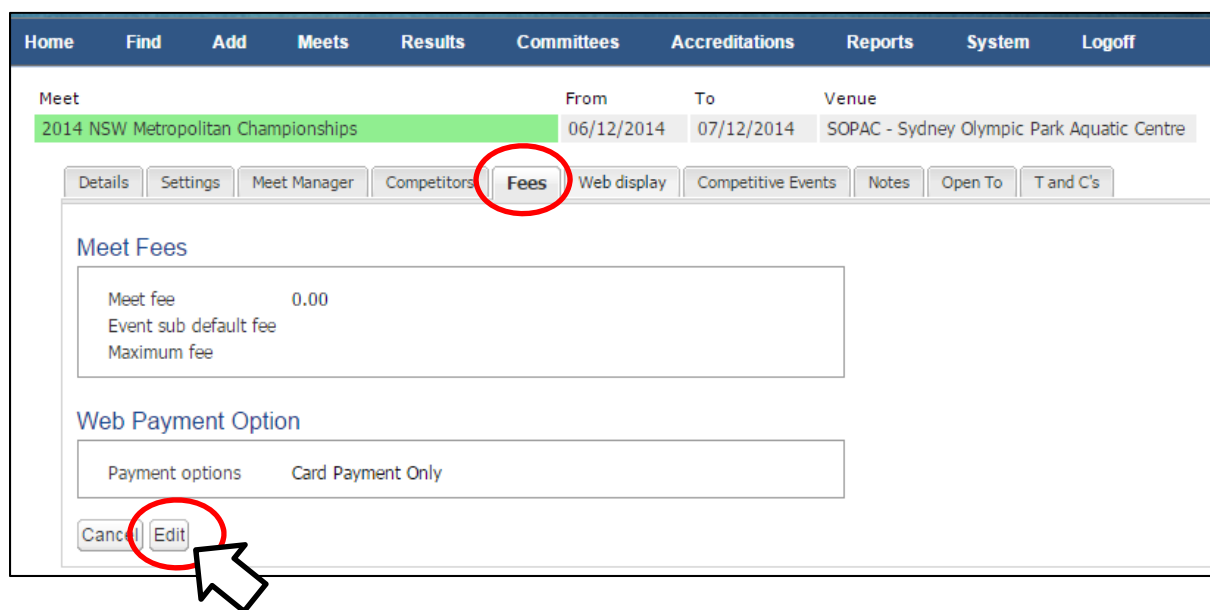 Home Find Add Meets Results Committees Accreditations Reports System Logoff
Meet From To Venue
2014 NSW Metropolitan Championships 06/12/2014 07/12/2014 SOPAC - Sydney Olympic Park Aquatic Centre
Details Settings Meet Manager Competitors Fees Web display Competitive Events Notes Open To T and C's
Meet Fees
Meet fee 0.00
Event sub default fee
Maximum fee
Web Payment Option
Payment options Card Payment Only
Cancel Edit